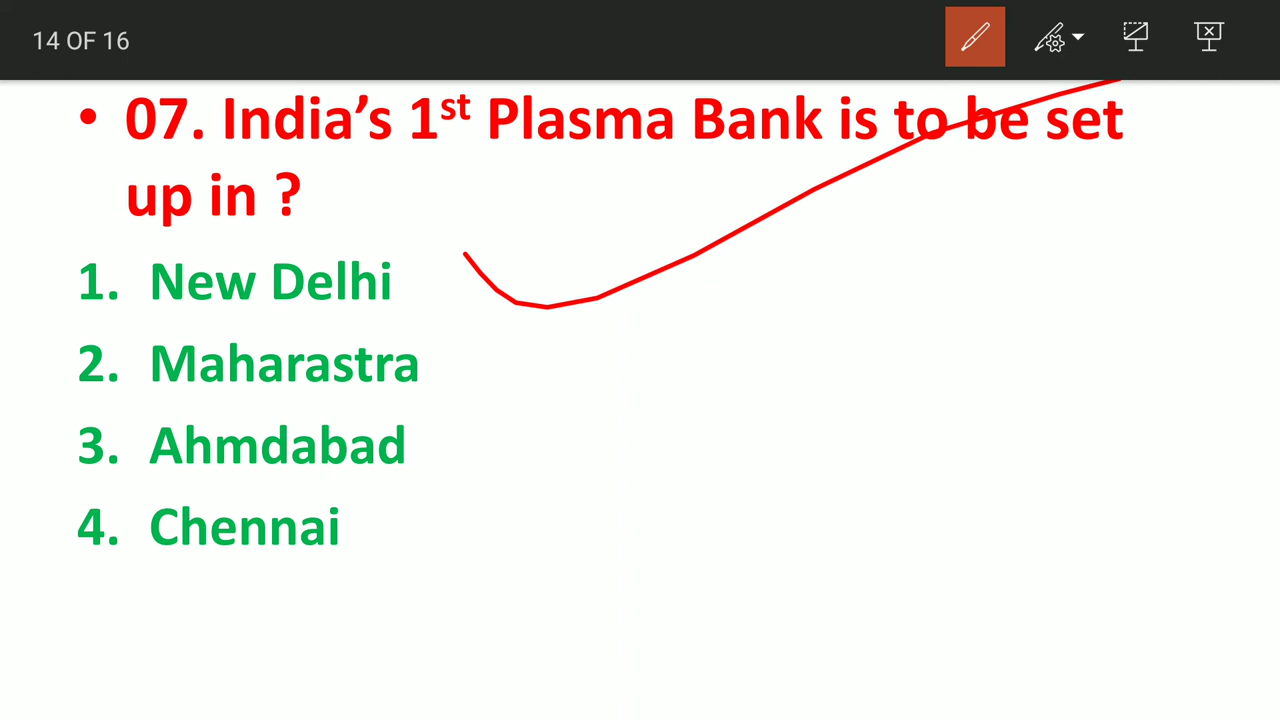 14 OF 16
• 07. India’s 1st Plasma Bank is to be set
up in ?
1. New Delhi
2. Maharastra
3. Ahmdabad
4. Chennai